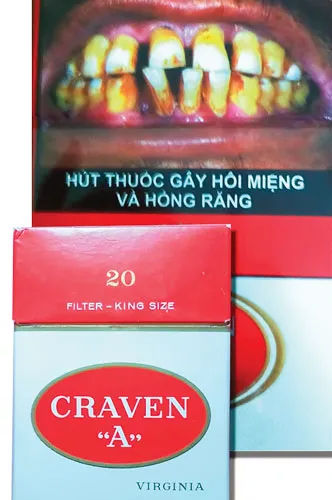 HÚT THUỐC GÂY HÔI MIỆNG
VÀ HỎNG RĂNG
20
FILTER – KING SIZE
CRAVEN
“A”
VIRGINIA